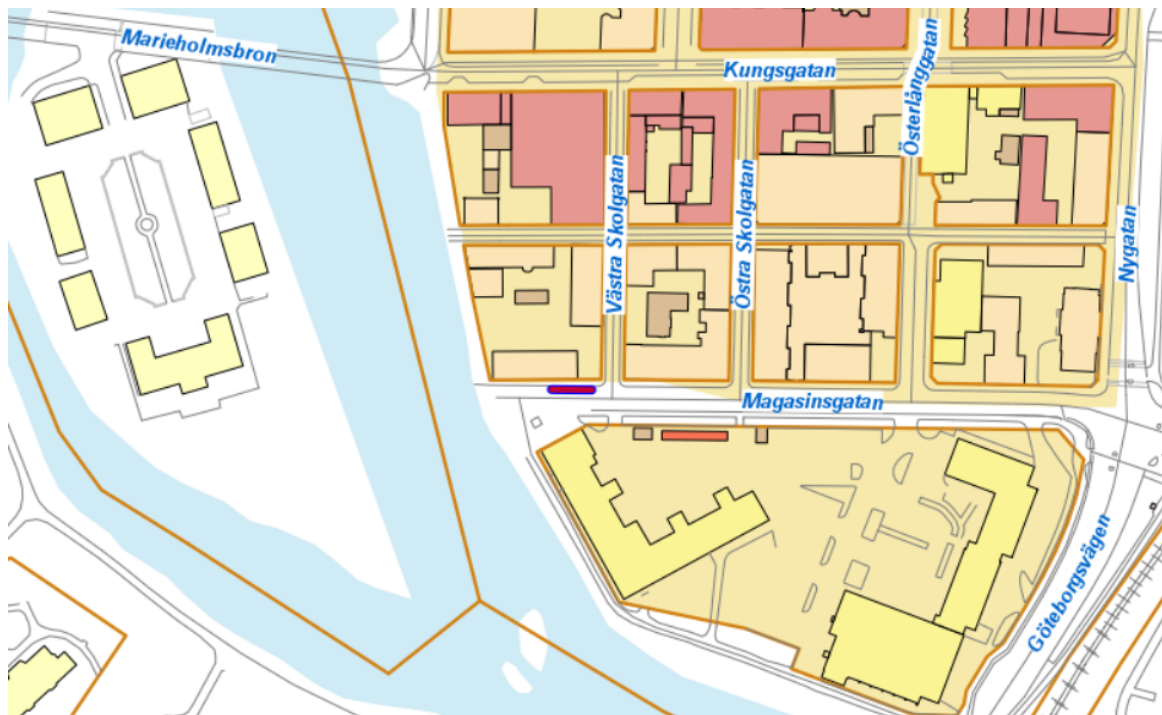 Marieholmsbron
Kungsgatan
Österlånggatan
Västra Skolgatan
Östra Skolgatan
Nygatan
Magasinsgatan
Göteborgsvägen